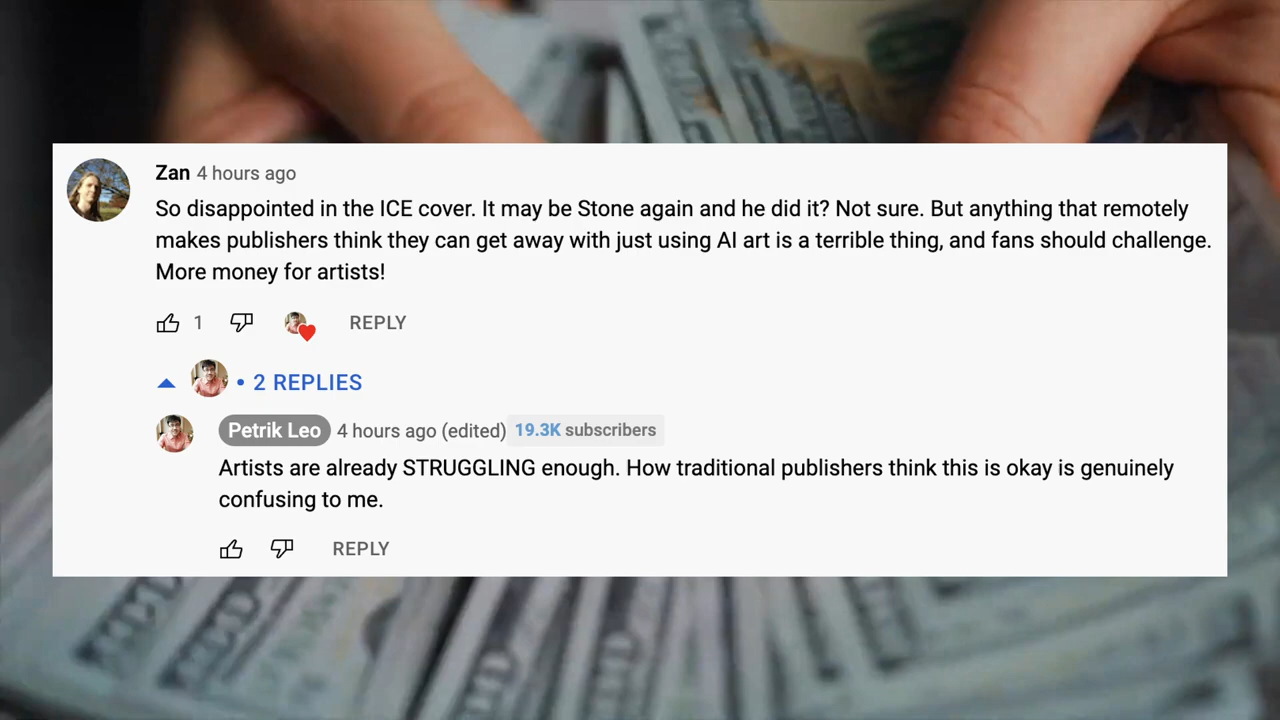 Zan 4 hours ago
So disappointed in the ICE cover. It may be Stone again and he did it? Not sure. But anything that remotely
makes publishers think they can get away with just using AI art is a terrible thing, and fans should challenge.
More money for artists!
1 REPLY
• 2 REPLIES
Petrik Leo 4 hours ago (edited) 19.3K subscribers
Artists are already STRUGGLING enough. How traditional publishers think this is okay is genuinely
confusing to me.
REPLY